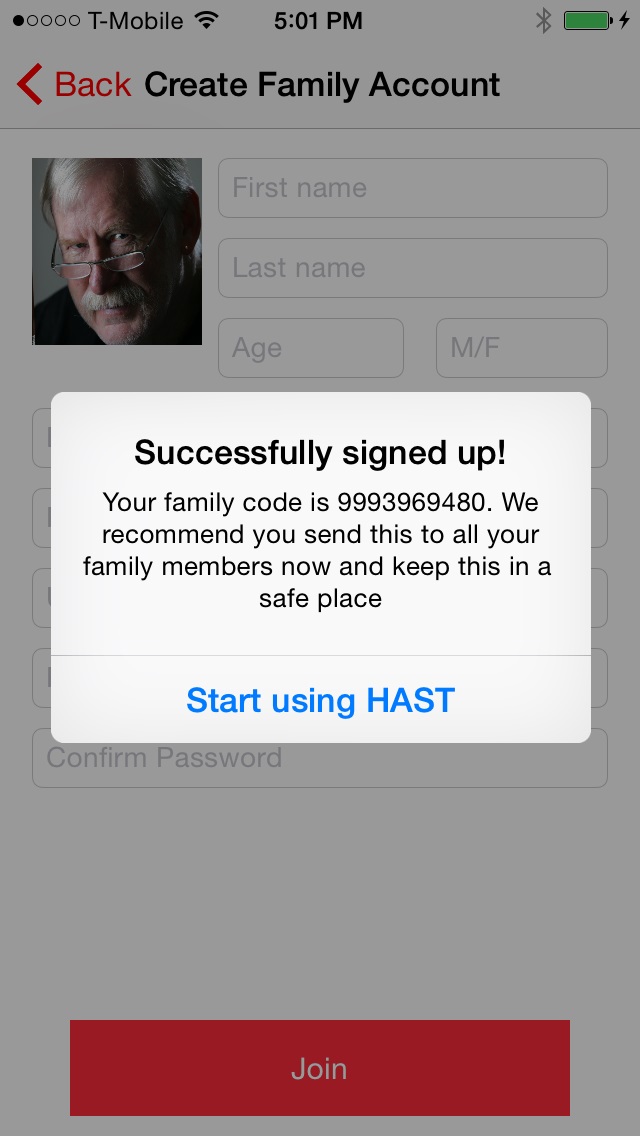 T-Mobile 5:01 PM
Back Create Family Account
First name
Last name
Age M/F
Successfully signed up!
Your family code is 9993969480. We
recommend you send this to all your
family members now and keep this in a
safe place
Start using HAST
Confirm Password
Join